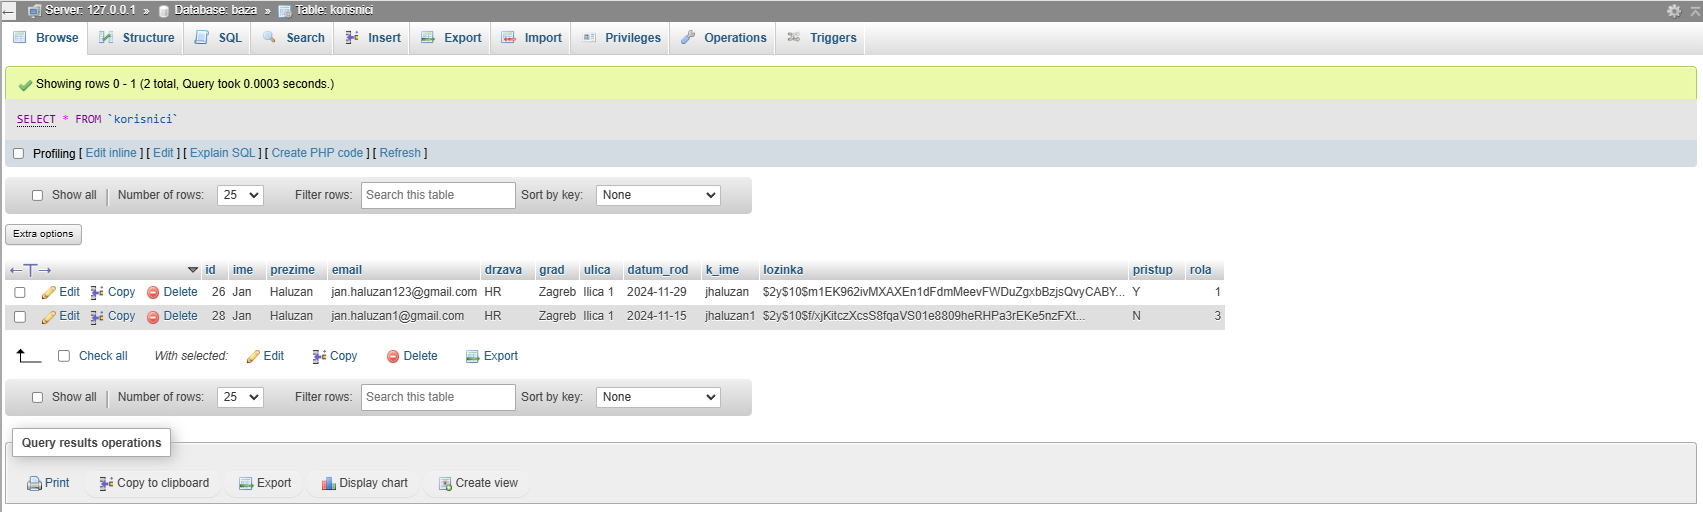 Server: 127.0.0.1 » Database: baza » Table: korisnici
Browse Structure SQL Search Insert Export Import Privileges Operations Triggers
Showing rows 0 - 1 (2 total, Query took 0.0003 seconds.)
SELECT * FROM `korisnici`
Profiling [ Edit inline ] [ Edit ] [ Explain SQL ] [ Create PHP code ] [ Refresh ]
Show all Number of rows: 25 Filter rows: Search this table Sort by key: None
Extra options
←T→ id ime prezime email drzava grad ulica datum_rod k_ime lozinka pristup rola
Edit Copy Delete 26 Jan Haluzan jan.haluzan123@gmail.com HR Zagreb Ilica 1 2024-11-29 jhaluzan $2y$10$m1EK962ivMXAXEn1dFdmMeevFWDuZgxbBzjsQvyCABY... Y 1
Edit Copy Delete 28 Jan Haluzan jan.haluzan1@gmail.com HR Zagreb Ilica 1 2024-11-15 jhaluzan1 $2y$10$f/xjKitczXcsS8fqaVS01e8809heRHPa3rEKe5nzFXt... N 3
Check all With selected: Edit Copy Delete Export
Show all Number of rows: 25 Filter rows: Search this table Sort by key: None
Query results operations
Print Copy to clipboard Export Display chart Create view